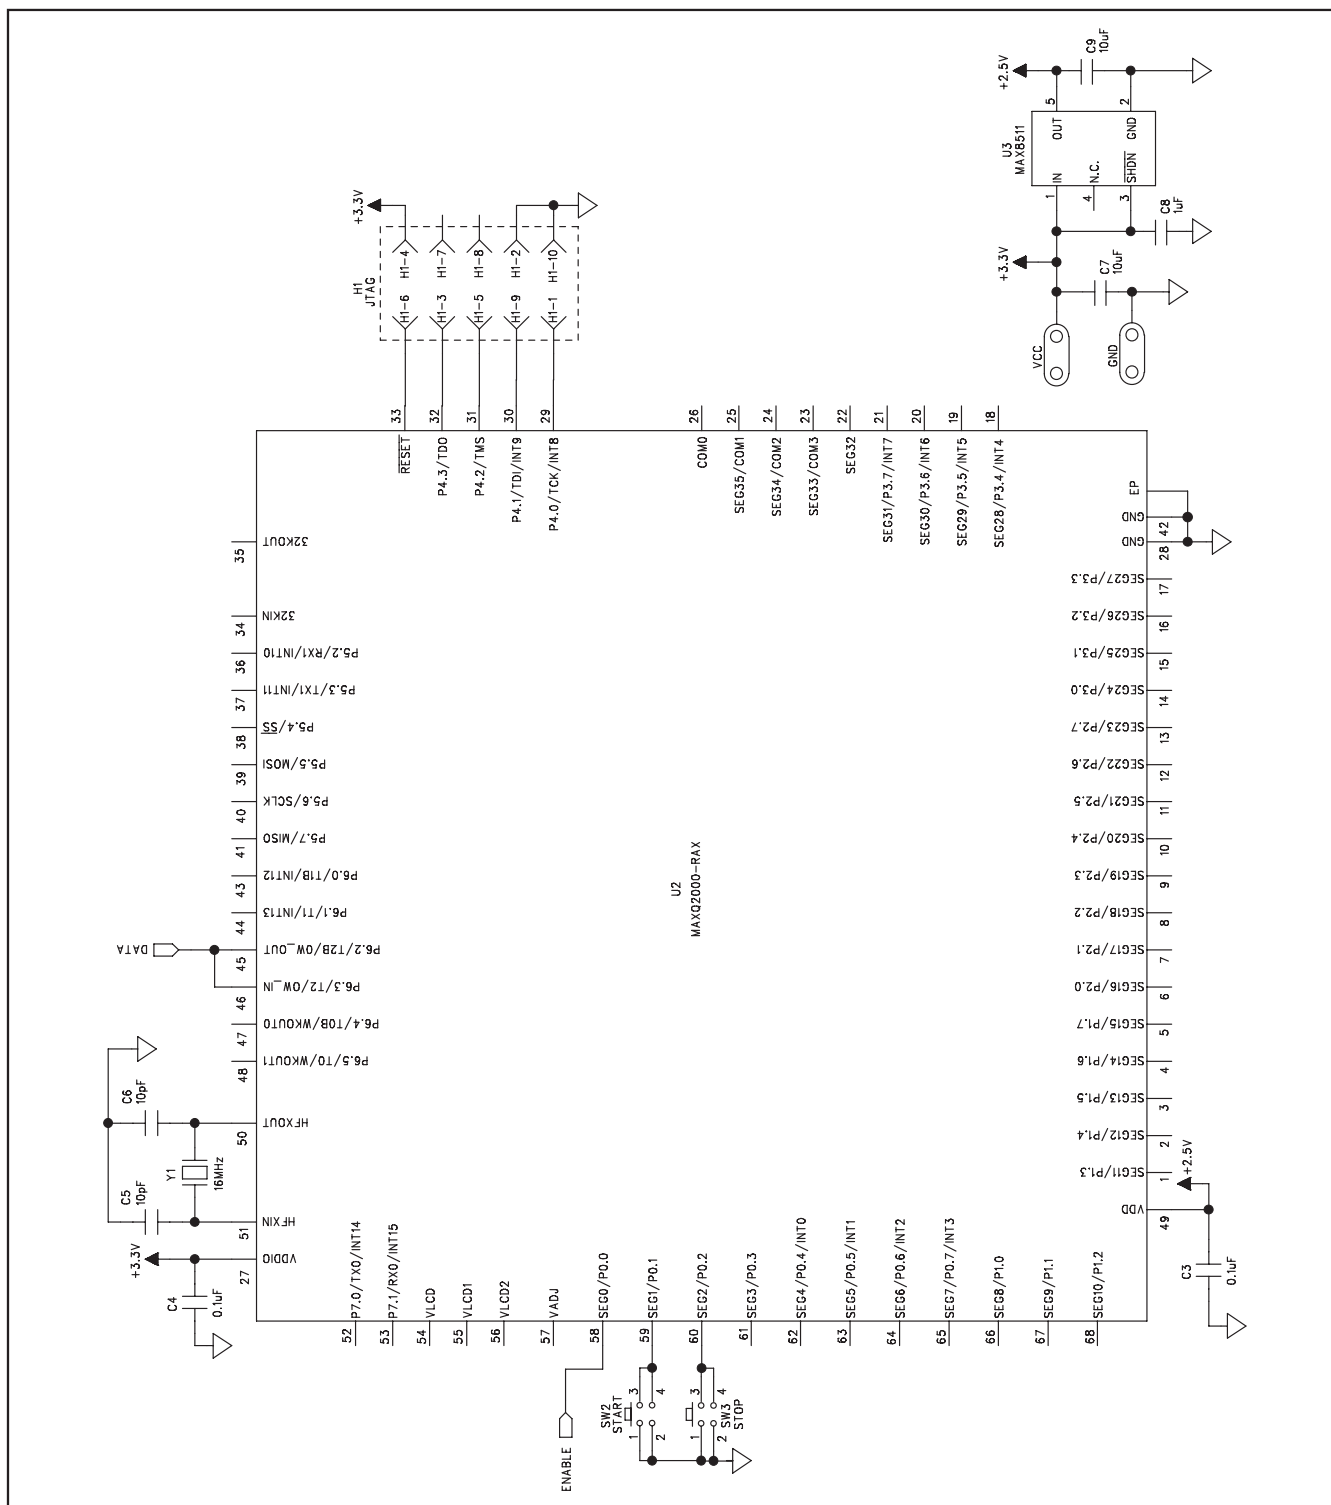 +2.5V
C9
10uF
5
2
OUT
GND
U3
MAX8511
IN
N.C.
SHDN
1
4
3
C8
1uF
+3.3V
C7
10uF
VCC
GND
+3.3V
H1
JTAG
H1-4
H1-7
H1-8
H1-2
H1-10
H1-6
H1-3
H1-5
H1-9
H1-1
33
32
31
30
29
RESET
P4.3/TDO
P4.2/TMS
P4.1/TDI/INT9
P4.0/TCK/INT8
26
25
24
23
22
21
20
19
18
COM0
SEG35/COM1
SEG34/COM2
SEG33/COM3
SEG32
SEG31/P3.7/INT7
SEG30/P3.6/INT6
SEG29/P3.5/INT5
SEG28/P3.4/INT4
35 32KOUT
34 32KIN
36 P5.2/RX1/INT10
37 P5.3/TX1/INT11
38 P5.4/SS
39 P5.5/MOSI
40 P5.6/SCLK
41 P5.7/MISO
43 P6.0/T1B/INT12
44 P6.1/T1/INT13
DATA
45 P6.2/T2B/OW_OUT
46 P6.3/T2/OW_IN
47 P6.4/T0B/WKOUT0
48 P6.5/T0/WKOUT1
C6
10pF
50 HFXOUT
Y1
16MHz
C5
10pF
51 HFXIN
+3.3V
27 VDDIO
C4
0.1uF
U2
MAXQ2000-RAX
EP
GND 42
GND 28
SEG27/P3.3 17
SEG26/P3.2 16
SEG25/P3.1 15
SEG24/P3.0 14
SEG23/P2.7 13
SEG22/P2.6 12
SEG21/P2.5 11
SEG20/P2.4 10
SEG19/P2.3 9
SEG18/P2.2 8
SEG17/P2.1 7
SEG16/P2.0 6
SEG15/P1.7 5
SEG14/P1.6 4
SEG13/P1.5 3
SEG12/P1.4 2
SEG11/P1.3 1
+2.5V
VDD 49
C3
0.1uF
P7.0/TX0/INT14
P7.1/RX0/INT15
VLCD
VLCD1
VLCD2
VADJ
SEG0/P0.0
SEG1/P0.1
SEG2/P0.2
SEG3/P0.3
SEG4/P0.4/INT0
SEG5/P0.5/INT1
SEG6/P0.6/INT2
SEG7/P0.7/INT3
SEG8/P1.0
SEG9/P1.1
SEG10/P1.2
52
53
54
55
56
57
58
59
60
61
62
63
64
65
66
67
68
SW2
START
3
4
1
2
3
4
1
2
SW3
STOP
ENABLE